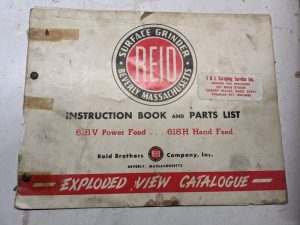 SURFACE GRINDER
REID
BEVERLY, MASSACHUSETTS
INSTRUCTION BOOK AND PARTS LIST
618V Power Feed . . . 618H Hand Feed
Reid Brothers REID Company, Inc.
BEVERLY, MASSACHUSETTS
EXPLODED VIEW CATALOGUE